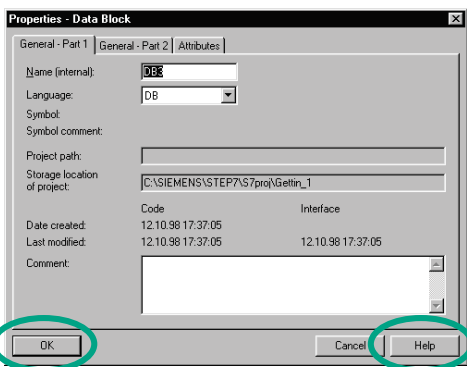 Properties - Data Block
General - Part 1 General - Part 2 Attributes
Name (internal): DB3
Language: DB
Symbol:
Symbol comment:
Project path:
Storage location
of project: C:\SIEMENS\STEP7\S7proj\Gettin_1
Code Interface
Date created: 12.10.98 17:37:05
Last modified: 12.10.98 17:37:05 12.10.98 17:37:05
Comment:
OK Cancel Help